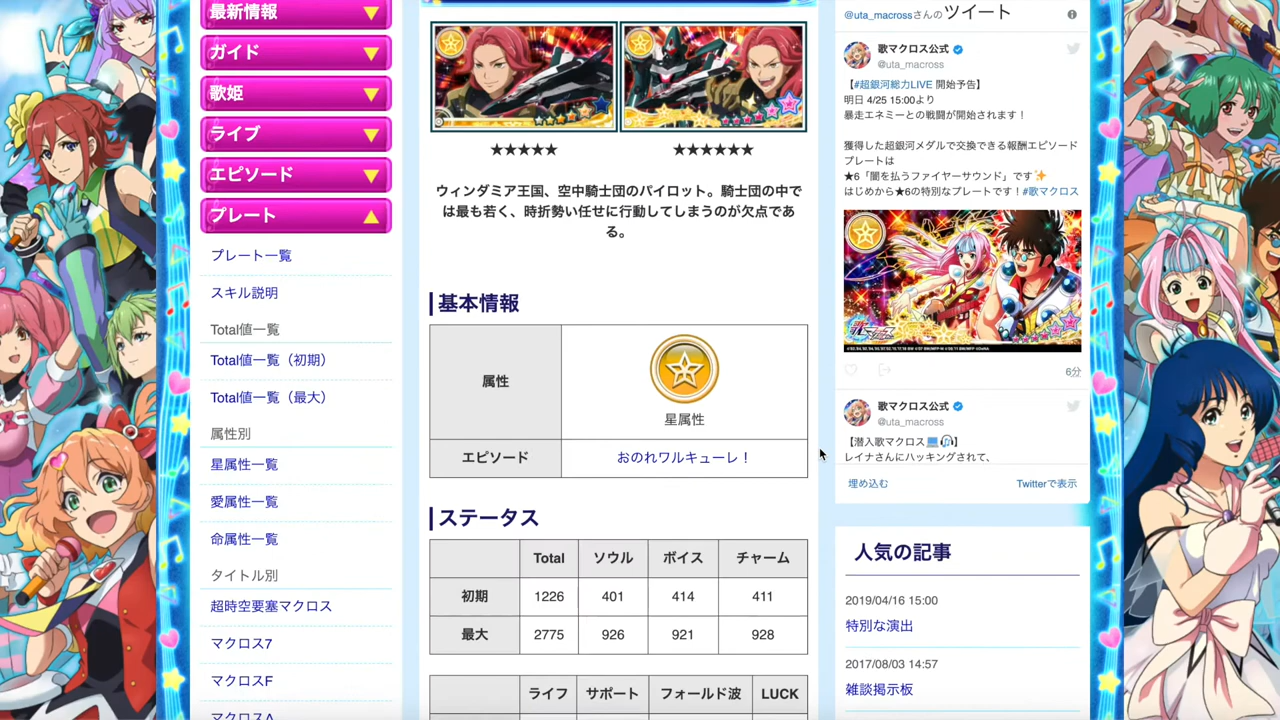 最新情報
ガイド
歌姫
ライブ
エピソード
プレート
プレート一覧
スキル説明
Total値一覧
Total値一覧（初期）
Total値一覧（最大）
属性別
星属性一覧
愛属性一覧
命属性一覧
タイトル別
超時空要塞マクロス
マクロス7
マクロスF
★★★★★
★★★★★★
ウィンダミア王国、空中騎士団のパイロット。騎士団の中で
は最も若く、時折勢い任せに行動してしまうのが欠点であ
る。
基本情報
属性
星属性
エピソード
おのれワルキューレ！
ステータス
Total ソウル ボイス チャーム
初期 1226 401 414 411
最大 2775 926 921 928
ライフ サポート フォールド波 LUCK
@uta_macrossさんのツイート
歌マクロス公式
@uta_macross
【#超銀河総力LIVE 開始予告】
明日 4/25 15:00より
暴走エネミーとの戦闘が開始されます！
獲得した超銀河メダルで交換できる報酬エピソード
プレートは
★6「闇を払うファイヤーサウンド」です✨
はじめから★6の特別なプレートです！#歌マクロス
6分
歌マクロス公式
@uta_macross
【潜入歌マクロス💻🎧】
レイナさんにハッキングされて、
埋め込む
Twitterで表示
人気の記事
2019/04/16 15:00
特別な演出
2017/08/03 14:57
雑談掲示板